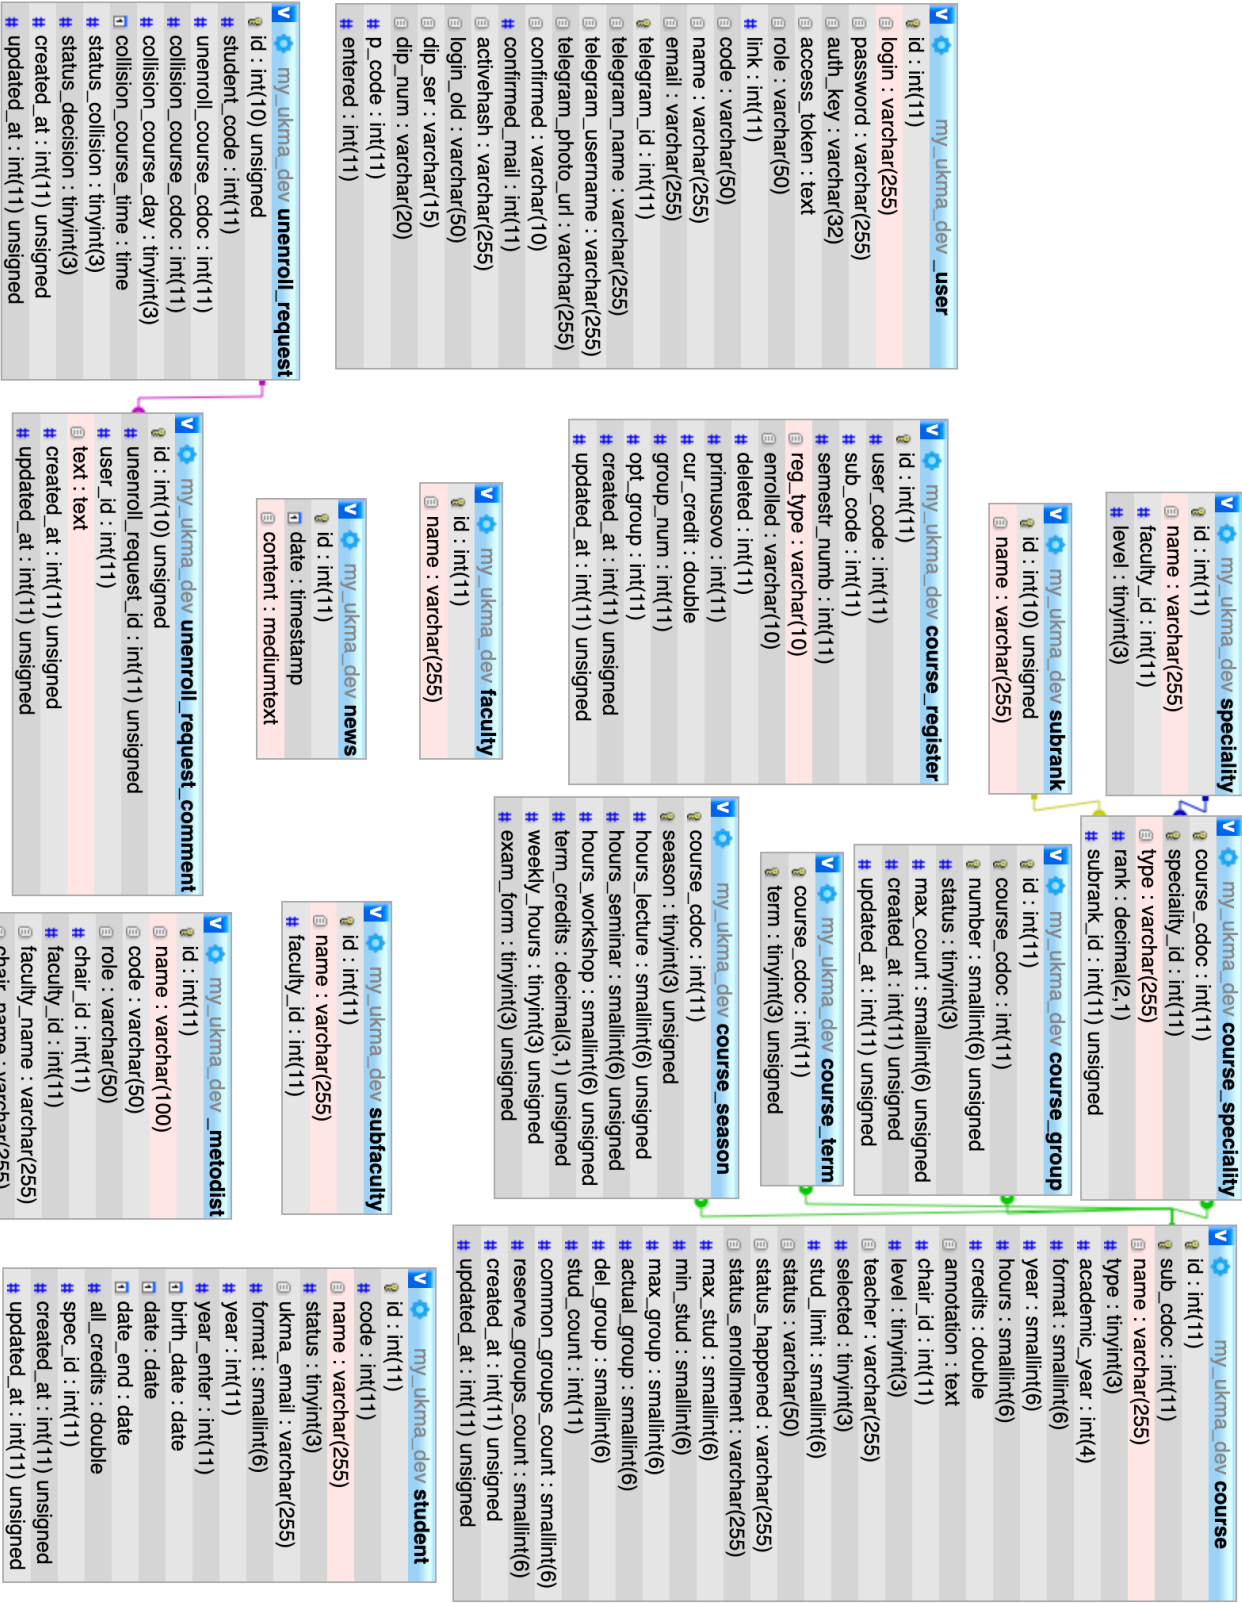 my_ukma_dev _user
id : int(11)
login : varchar(255)
password : varchar(255)
auth_key : varchar(32)
access_token : text
role : varchar(50)
link : int(11)
code : varchar(50)
name : varchar(255)
email : varchar(255)
telegram_id : int(11)
telegram_name : varchar(255)
telegram_username : varchar(255)
telegram_photo_url : varchar(255)
confirmed : varchar(10)
confirmed_mail : int(11)
activehash : varchar(255)
login_old : varchar(50)
dip_ser : varchar(15)
dip_num : varchar(20)
p_code : int(11)
entered : int(11)
my_ukma_dev unenroll_request
id : int(10) unsigned
student_code : int(11)
unenroll_course_cdoc : int(11)
collision_course_cdoc : int(11)
collision_course_day : tinyint(3)
collision_course_time : time
status_collision : tinyint(3)
status_decision : tinyint(3)
created_at : int(11) unsigned
updated_at : int(11) unsigned
my_ukma_dev speciality
id : int(11)
name : varchar(255)
faculty_id : int(11)
level : tinyint(3)
my_ukma_dev subrank
id : int(10) unsigned
name : varchar(255)
my_ukma_dev course_register
id : int(11)
user_code : int(11)
sub_code : int(11)
semestr_numb : int(11)
reg_type : varchar(10)
enrolled : varchar(10)
deleted : int(11)
primusovo : int(11)
cur_credit : double
group_num : int(11)
opt_group : int(11)
created_at : int(11) unsigned
updated_at : int(11) unsigned
my_ukma_dev faculty
id : int(11)
name : varchar(255)
my_ukma_dev news
id : int(11)
date : timestamp
content : mediumtext
my_ukma_dev unenroll_request_comment
id : int(10) unsigned
unenroll_request_id : int(11) unsigned
user_id : int(11)
text : text
created_at : int(11) unsigned
updated_at : int(11) unsigned
my_ukma_dev course_speciality
course_cdoc : int(11)
speciality_id : int(11)
type : varchar(255)
rank : decimal(2,1)
subrank_id : int(11) unsigned
my_ukma_dev course_group
id : int(11)
course_cdoc : int(11)
number : smallint(6) unsigned
status : tinyint(3)
max_count : smallint(6) unsigned
created_at : int(11) unsigned
updated_at : int(11) unsigned
my_ukma_dev course_term
course_cdoc : int(11)
term : tinyint(3) unsigned
my_ukma_dev course_season
course_cdoc : int(11)
season : tinyint(3) unsigned
hours_lecture : smallint(6) unsigned
hours_seminar : smallint(6) unsigned
hours_workshop : smallint(6) unsigned
term_credits : decimal(3,1) unsigned
weekly_hours : tinyint(3) unsigned
exam_form : tinyint(3) unsigned
my_ukma_dev subfaculty
id : int(11)
name : varchar(255)
faculty_id : int(11)
my_ukma_dev _metodist
id : int(11)
name : varchar(100)
code : varchar(50)
role : varchar(50)
chair_id : int(11)
faculty_id : int(11)
faculty_name : varchar(255)
chair_name : varchar(255)
my_ukma_dev course
id : int(11)
sub_cdoc : int(11)
name : varchar(255)
type : tinyint(3)
academic_year : int(4)
format : smallint(6)
year : smallint(6)
hours : smallint(6)
credits : double
annotation : text
chair_id : int(11)
level : tinyint(3)
teacher : varchar(255)
selected : tinyint(3)
stud_limit : smallint(6)
status : varchar(50)
status_happened : varchar(255)
status_enrollment : varchar(255)
max_stud : smallint(6)
min_stud : smallint(6)
max_group : smallint(6)
actual_group : smallint(6)
del_group : smallint(6)
stud_count : int(11)
common_groups_count : smallint(6)
reserve_groups_count : smallint(6)
created_at : int(11) unsigned
updated_at : int(11) unsigned
my_ukma_dev student
id : int(11)
code : int(11)
name : varchar(255)
status : tinyint(3)
ukma_email : varchar(255)
format : smallint(6)
year : int(11)
year_enter : int(11)
birth_date : date
date : date
date_end : date
all_credits : double
spec_id : int(11)
created_at : int(11) unsigned
updated_at : int(11) unsigned